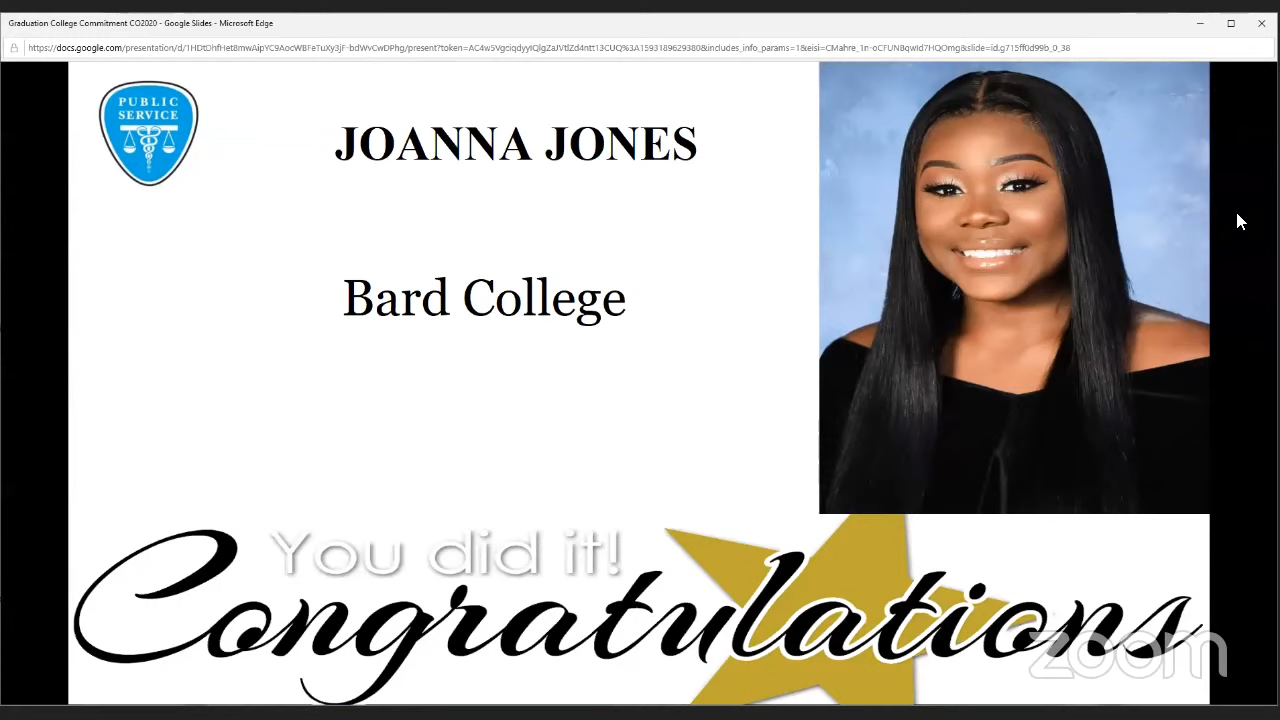 Graduation College Commitment CO2020 - Google Slides - Microsoft Edge
PUBLIC
SERVICE
JOANNA JONES
Bard College
You did it!
Congratulations
zoom